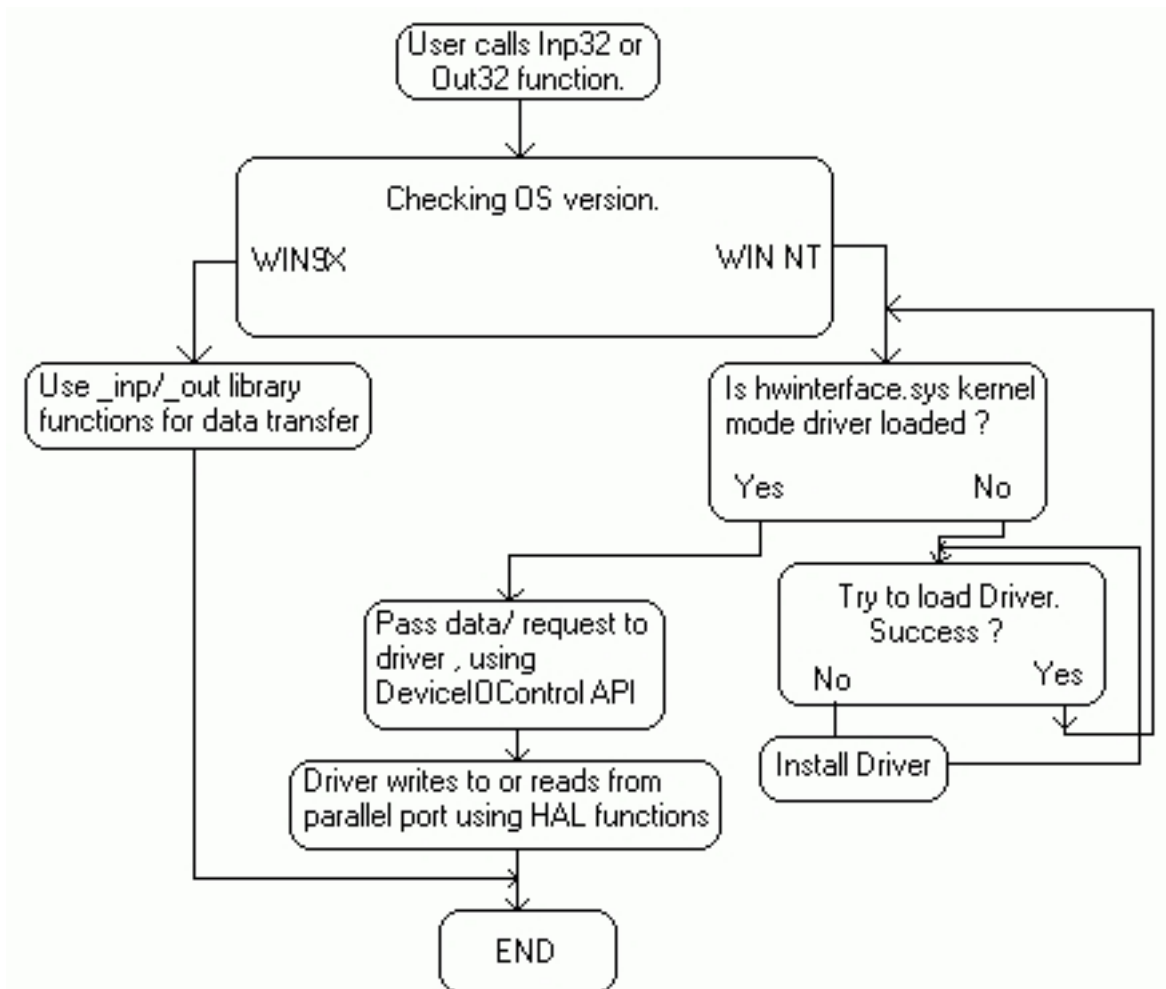 User calls Inp32 or
Out32 function.
Checking OS version.
WIN9X
WIN NT
Use _inp/_out library
functions for data transfer
Is hwinterface.sys kernel
mode driver loaded ?
Yes
No
Try to load Driver.
Success ?
No
Yes
Install Driver
Pass data/ request to
driver , using
DeviceIOControl API
Driver writes to or reads from
parallel port using HAL functions
END